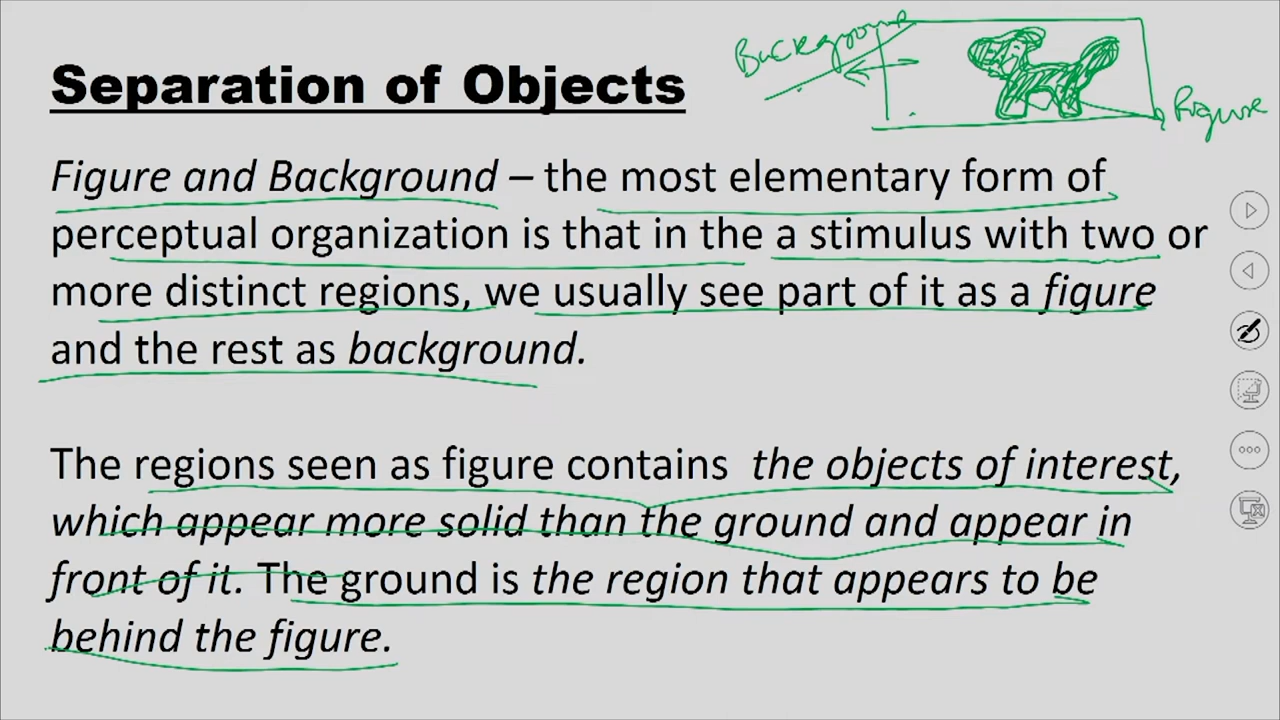 Background
Separation of Objects
Figure
Figure and Background – the most elementary form of
perceptual organization is that in the a stimulus with two or
more distinct regions, we usually see part of it as a figure
and the rest as background.
The regions seen as figure contains the objects of interest,
which appear more solid than the ground and appear in
front of it. The ground is the region that appears to be
behind the figure.